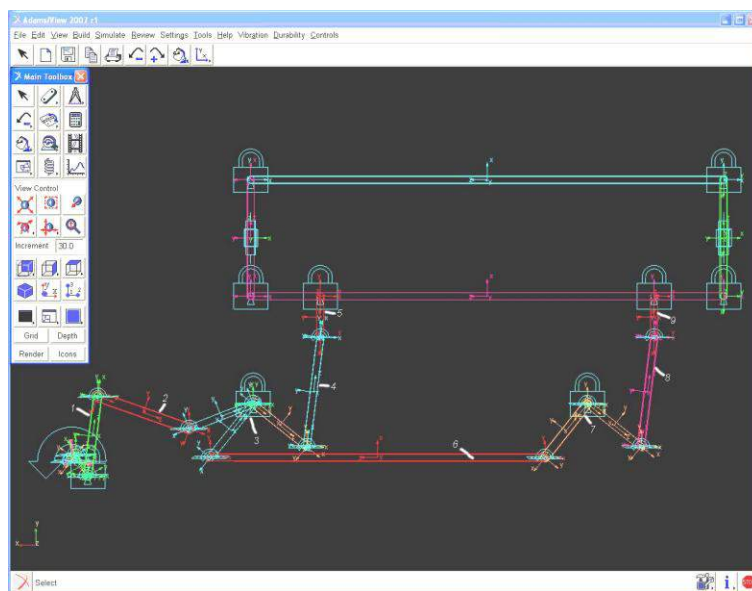 Adams/View 2007 r1
File Edit View Build Simulate Review Settings Tools Help Vibration Durability Controls
Main Toolbox
View Control
Increment 30.0
Grid Depth
Render Icons
5
9
4
8
1
2
3
7
6
Select